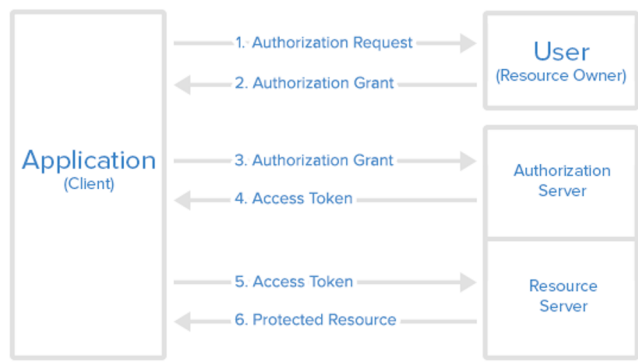 1. Authorization Request
User
(Resource Owner)
2. Authorization Grant
Application
(Client)
3. Authorization Grant
Authorization
Server
4. Access Token
5. Access Token
Resource
Server
6. Protected Resource